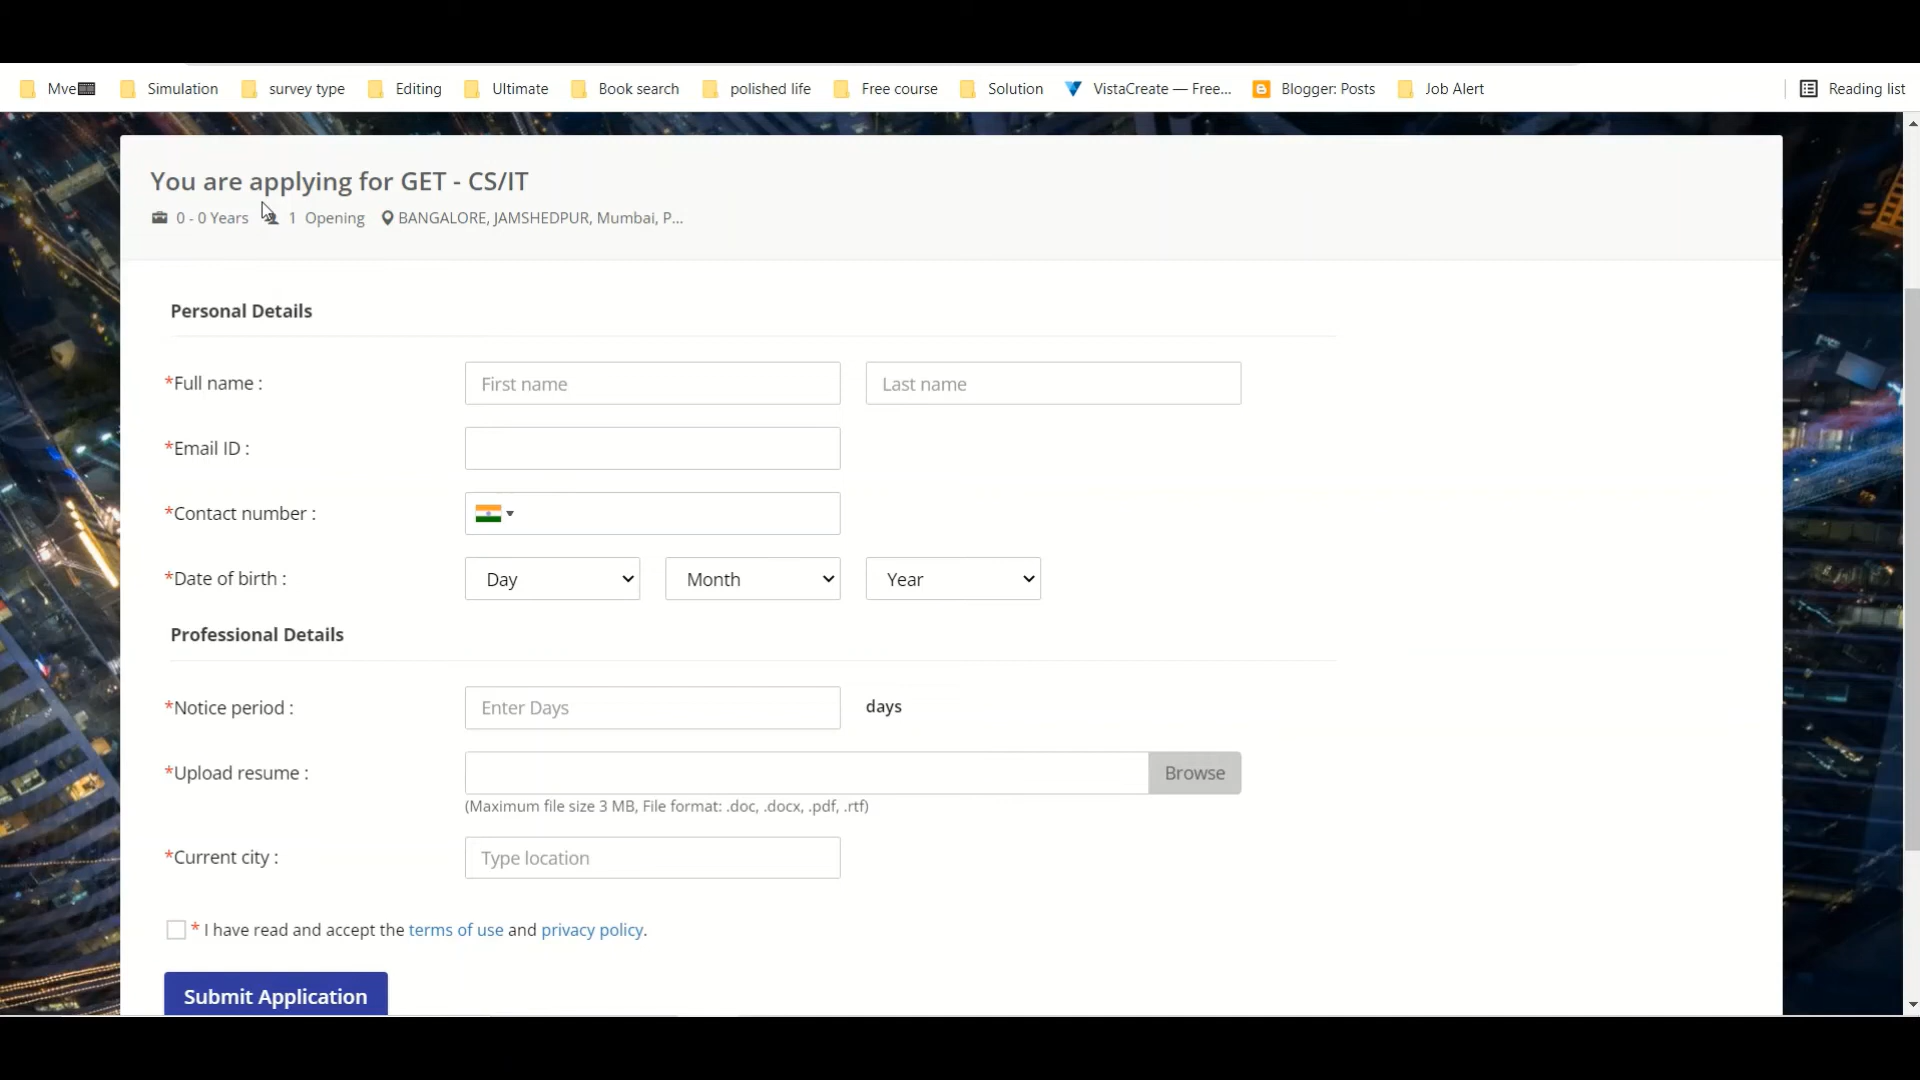 Mve Simulation survey type Editing Ultimate Book search polished life Free course Solution VistaCreate — Free... Blogger: Posts Job Alert Reading list
You are applying for GET - CS/IT
0 - 0 Years 1 Opening BANGALORE, JAMSHEDPUR, Mumbai, P...
Personal Details
*Full name : First name Last name
*Email ID :
*Contact number :
*Date of birth : Day Month Year
Professional Details
*Notice period : Enter Days days
*Upload resume : Browse
(Maximum file size 3 MB, File format: .doc, .docx, .pdf, .rtf)
*Current city : Type location
* I have read and accept the terms of use and privacy policy.
Submit Application